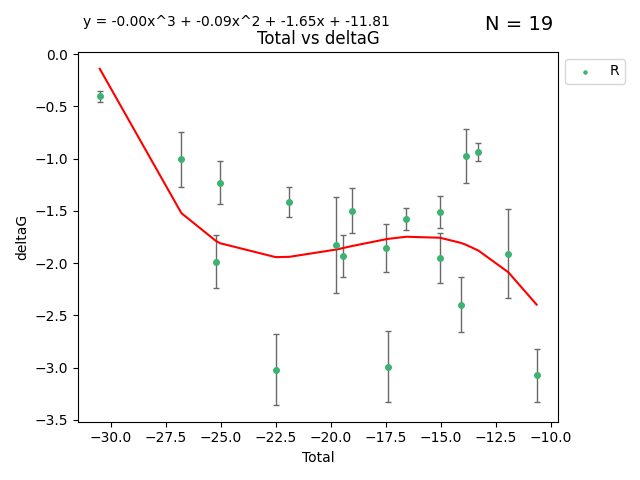 y = -0.00x^3 + -0.09x^2 + -1.65x + -11.81
N = 19
Total vs deltaG
R
0.0
−0.5
−1.0
−1.5
−2.0
−2.5
−3.0
−3.5
deltaG
−30.0 −27.5 −25.0 −22.5 −20.0 −17.5 −15.0 −12.5 −10.0
Total